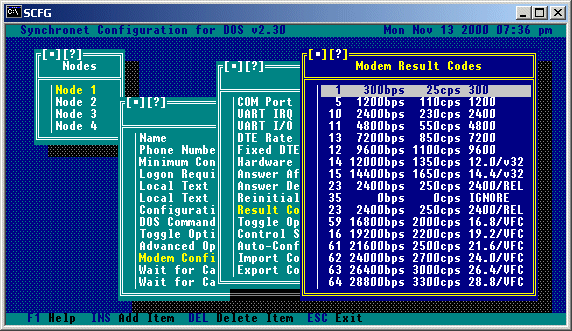 SCFG
Synchronet Configuration for DOS v2.30 Mon Nov 13 2000 07:36 pm
[■][?]
Nodes
Node 1
Node 2
Node 3
Node 4
[■][?]
Name
Phone Numbe
Minimum Con
Logon Requi
Local Text
Local Text
Configurati
DOS Command
Toggle Opti
Advanced Op
Modem Confi
Wait for Ca
Wait for Ca
[■][?]
COM Port
UART IRQ
UART I/O
DTE Rate
Fixed DTE
Hardware
Answer Af
Answer De
Reinitial
Result Co
Toggle Op
Control S
Auto-Conf
Import Co
Export Co
[■][?]
Modem Result Codes
1 300bps 25cps 300
5 1200bps 110cps 1200
10 2400bps 230cps 2400
11 4800bps 550cps 4800
13 7200bps 850cps 7200
12 9600bps 1100cps 9600
14 12000bps 1350cps 12.0/v32
15 14400bps 1650cps 14.4/v32
23 2400bps 250cps 2400/REL
35 0bps 0cps IGNORE
23 2400bps 250cps 2400/REL
59 16800bps 2000cps 16.8/VFC
16 19200bps 2200cps 19.2/VFC
61 21600bps 2500cps 21.6/VFC
62 24000bps 2700cps 24.0/VFC
63 26400bps 3000cps 26.4/VFC
64 28800bps 3300cps 28.8/VFC
F1 Help INS Add Item DEL Delete Item ESC Exit